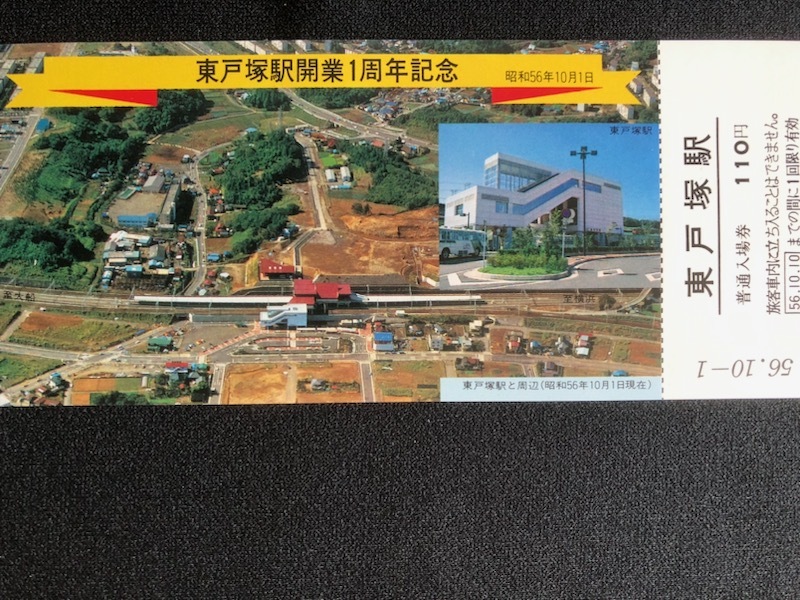 東戸塚駅開業1周年記念
昭和56年10月1日
東戸塚駅
至大船
至横浜
東戸塚駅と周辺(昭和56年10月1日現在)
東戸塚駅
普通入場券 110円
旅客車内に立ち入ることはできません。
56.10.10までの間に1回限り有効
56.10-1